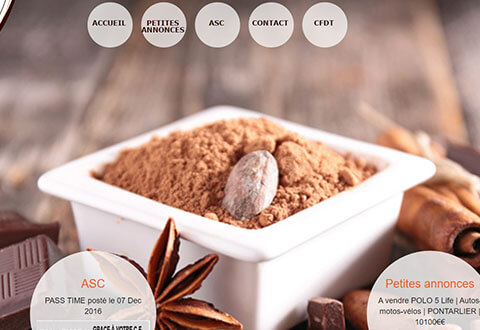 ACCUEIL
PETITES
ANNONCES
ASC
CONTACT
CFDT
ASC
PASS TIME posté le 07 Dec
2016
GRACE À VOTRE C.E
Petites annonces
A vendre POLO 5 Life | Autos-
motos-vélos | PONTARLIER |
10100€€